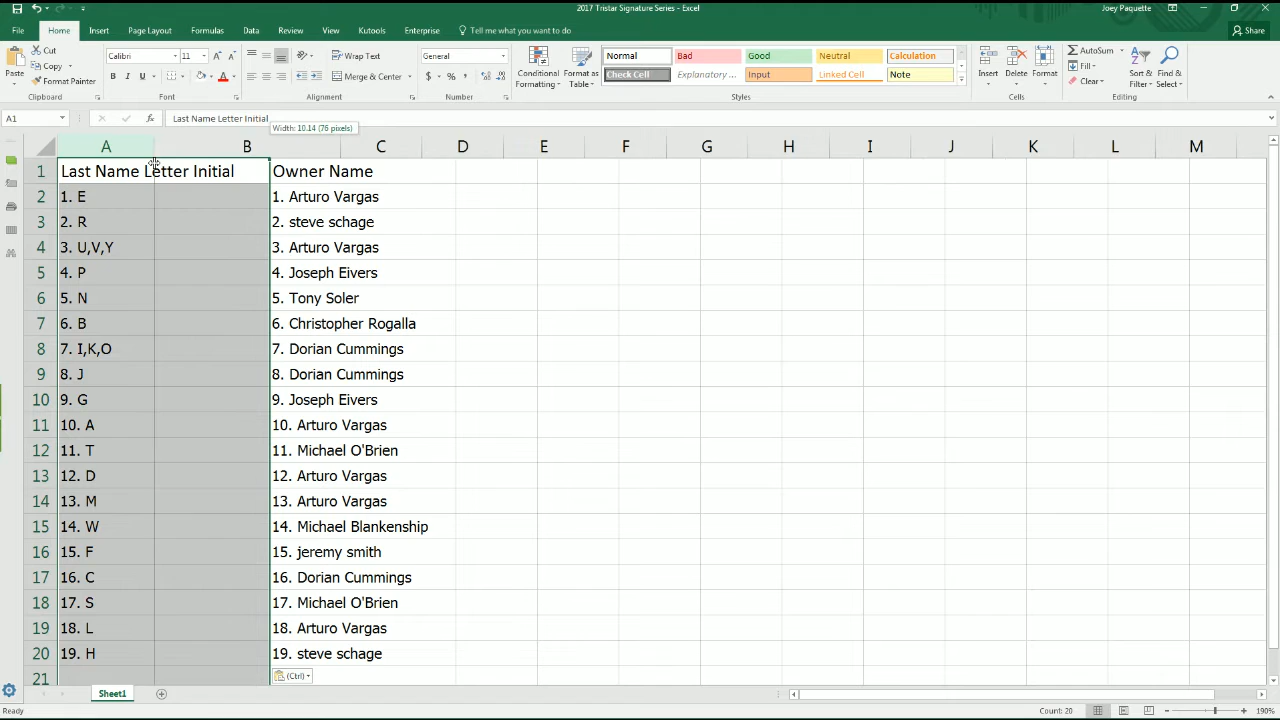 2017 Tristar Signature Series - Excel
Joey Paquette
File Home Insert Page Layout Formulas Data Review View Kutools Enterprise Tell me what you want to do
Share
Paste
Cut
Copy
Format Painter
Clipboard
Calibri 11
B I U
Font
Wrap Text
Merge & Center
Alignment
General
$ % ,
Number
Conditional Formatting
Format as Table
Normal Bad Good Neutral Calculation
Check Cell Explanatory ... Input Linked Cell Note
Styles
Insert Delete Format
Cells
AutoSum
Fill
Clear
Sort & Filter
Find & Select
Editing
A1
fx
Last Name Letter Initial
Width: 10.14 (76 pixels)
A B C D E F G H I J K L M
1 Last Name Letter Initial Owner Name
2 1. E 1. Arturo Vargas
3 2. R 2. steve schage
4 3. U,V,Y 3. Arturo Vargas
5 4. P 4. Joseph Eivers
6 5. N 5. Tony Soler
7 6. B 6. Christopher Rogalla
8 7. I,K,O 7. Dorian Cummings
9 8. J 8. Dorian Cummings
10 9. G 9. Joseph Eivers
11 10. A 10. Arturo Vargas
12 11. T 11. Michael O'Brien
13 12. D 12. Arturo Vargas
14 13. M 13. Arturo Vargas
15 14. W 14. Michael Blankenship
16 15. F 15. jeremy smith
17 16. C 16. Dorian Cummings
18 17. S 17. Michael O'Brien
19 18. L 18. Arturo Vargas
20 19. H 19. steve schage
21
(Ctrl)
Sheet1
Ready
Count: 20
190%